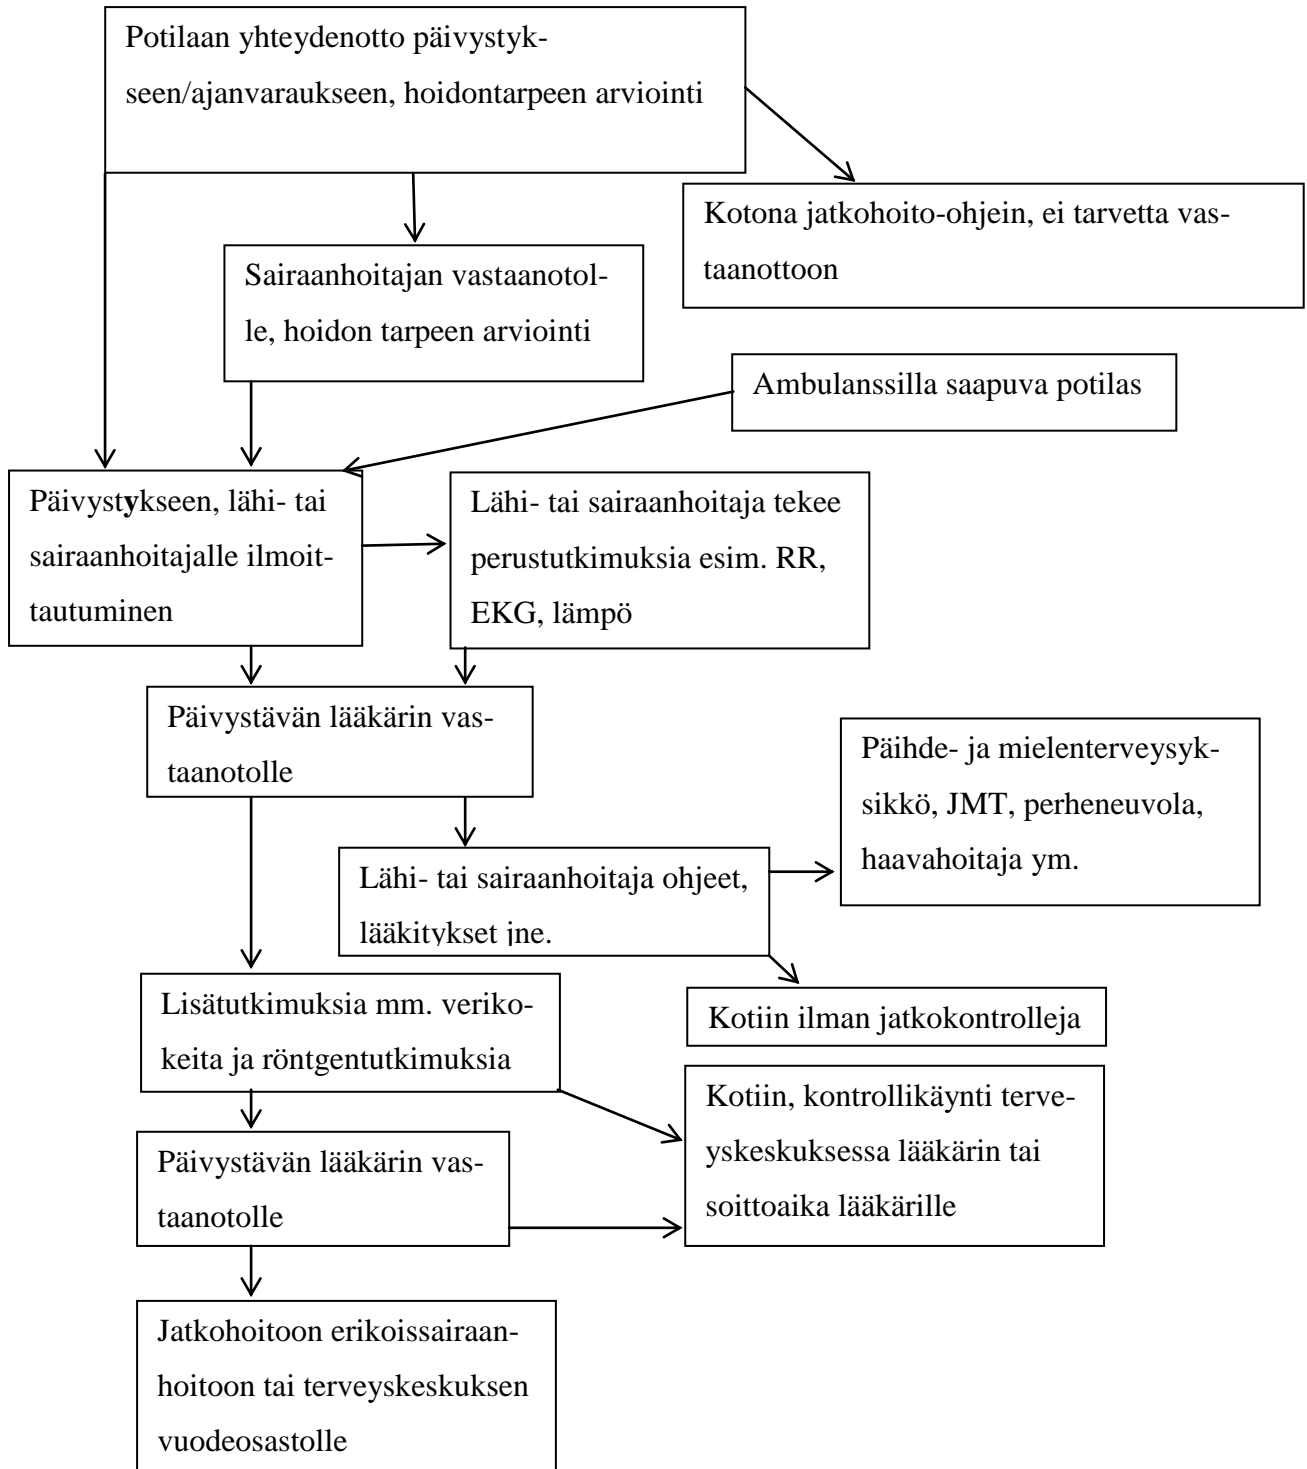 Potilaan yhteydenotto päivystyk-
seen/ajanvaraukseen, hoidontarpeen arviointi
Kotona jatkohoito-ohjein, ei tarvetta vas-
taanottoon
Sairaanhoitajan vastaanotol-
le, hoidon tarpeen arviointi
Ambulanssilla saapuva potilas
Päivystykseen, lähi- tai
sairaanhoitajalle ilmoit-
tautuminen
Lähi- tai sairaanhoitaja tekee
perustutkimuksia esim. RR,
EKG, lämpö
Päivystävän lääkärin vas-
taanotolle
Päihde- ja mielenterveysyk-
sikkö, JMT, perheneuvola,
haavahoitaja ym.
Lähi- tai sairaanhoitaja ohjeet,
lääkitykset jne.
Lisätutkimuksia mm. veriko-
keita ja röntgentutkimuksia
Kotiin ilman jatkokontrolleja
Kotiin, kontrollikäynti terve-
yskeskuksessa lääkärin tai
soittoaika lääkärille
Päivystävän lääkärin vas-
taanotolle
Jatkohoitoon erikoissairaan-
hoitoon tai terveyskeskuksen
vuodeosastolle